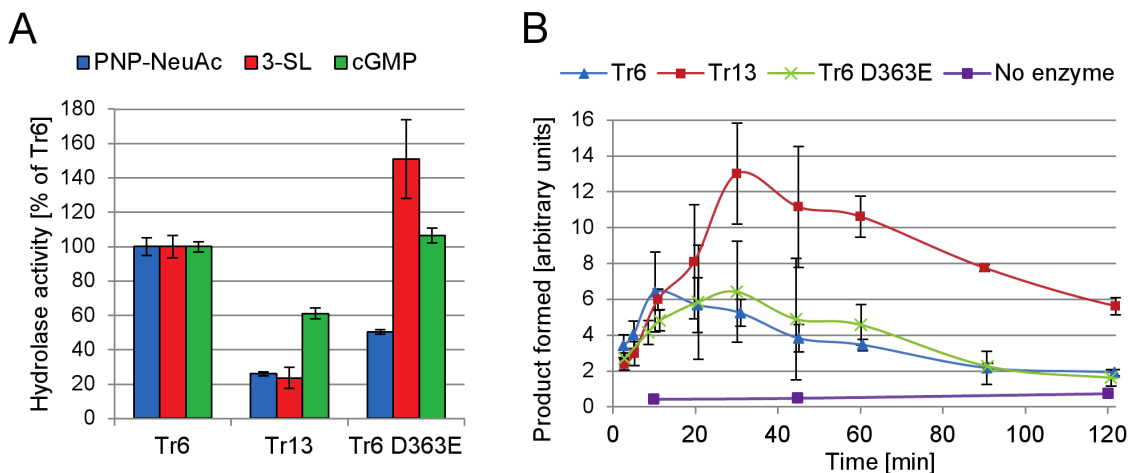 A
PNP-NeuAc 3-SL cGMP
Hydrolase activity [% of Tr6]
180
160
140
120
100
80
60
40
20
0
Tr6 Tr13 Tr6 D363E
B
Tr6 Tr13 Tr6 D363E No enzyme
Product formed [arbitrary units]
16
14
12
10
8
6
4
2
0
0 20 40 60 80 100 120
Time [min]